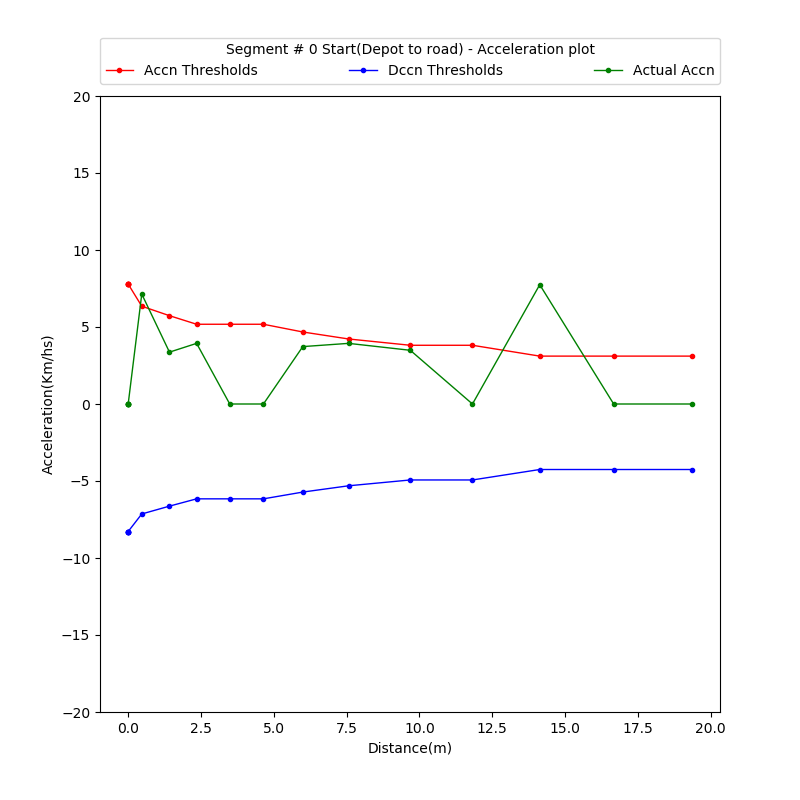 Segment # 0 Start(Depot to road) - Acceleration plot
Accn Thresholds Dccn Thresholds Actual Accn
20
15
10
5
0
−5
−10
−15
−20
Acceleration(Km/hs)
0.0 2.5 5.0 7.5 10.0 12.5 15.0 17.5 20.0
Distance(m)